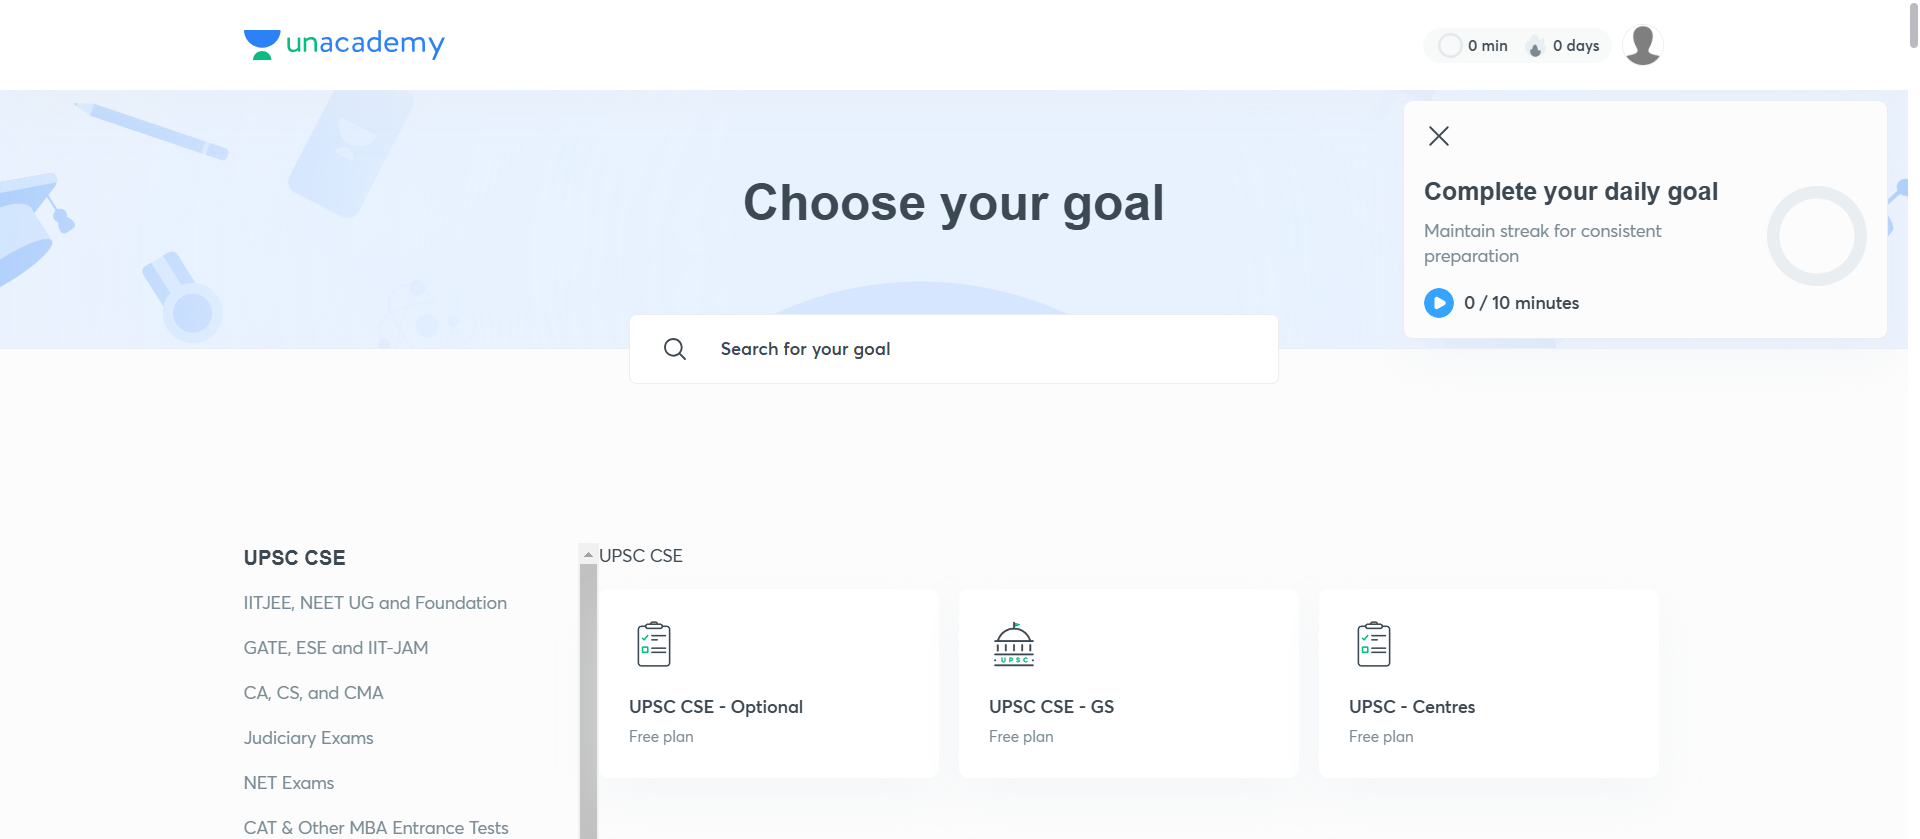 unacademy
0 min
0 days
Choose your goal
Complete your daily goal
Maintain streak for consistent
preparation
0 / 10 minutes
Search for your goal
UPSC CSE
IITJEE, NEET UG and Foundation
GATE, ESE and IIT-JAM
CA, CS, and CMA
Judiciary Exams
NET Exams
CAT & Other MBA Entrance Tests
UPSC CSE
UPSC CSE - Optional
Free plan
UPSC
UPSC CSE - GS
Free plan
UPSC - Centres
Free plan